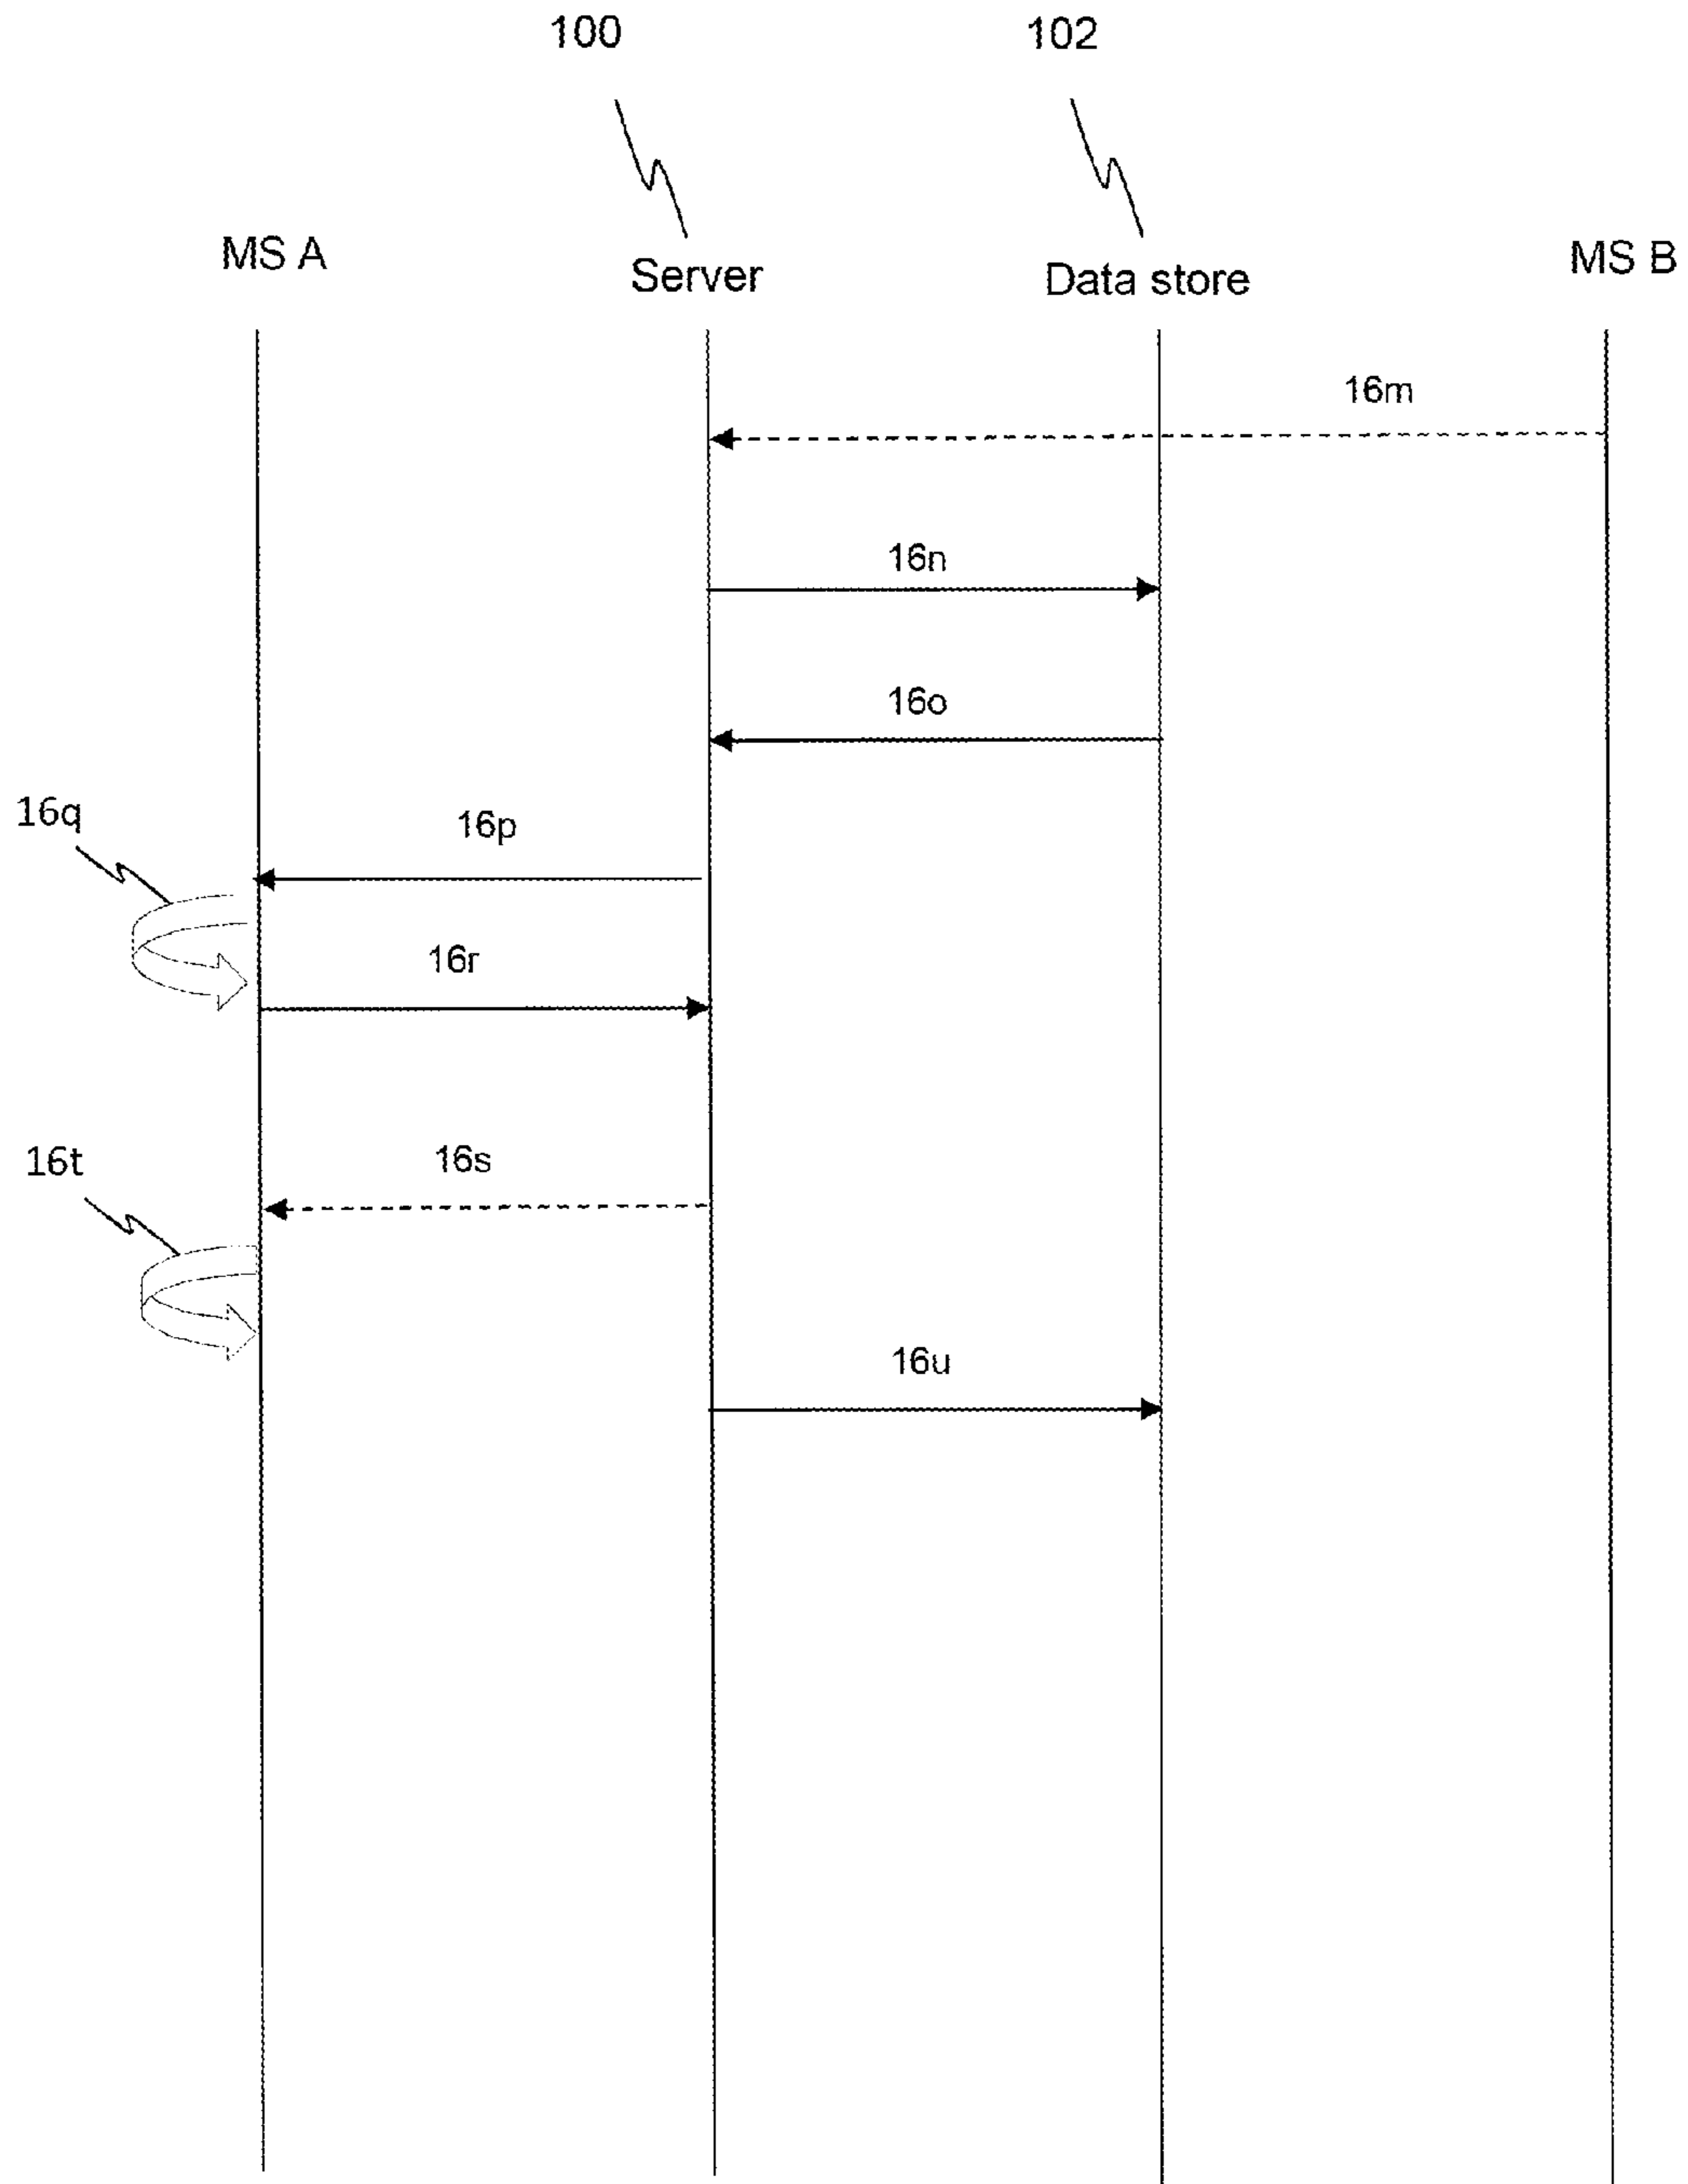 100
102
MS A
Server
Data store
MS B
16m
16n
16o
16q
16p
16r
16t
16s
16u